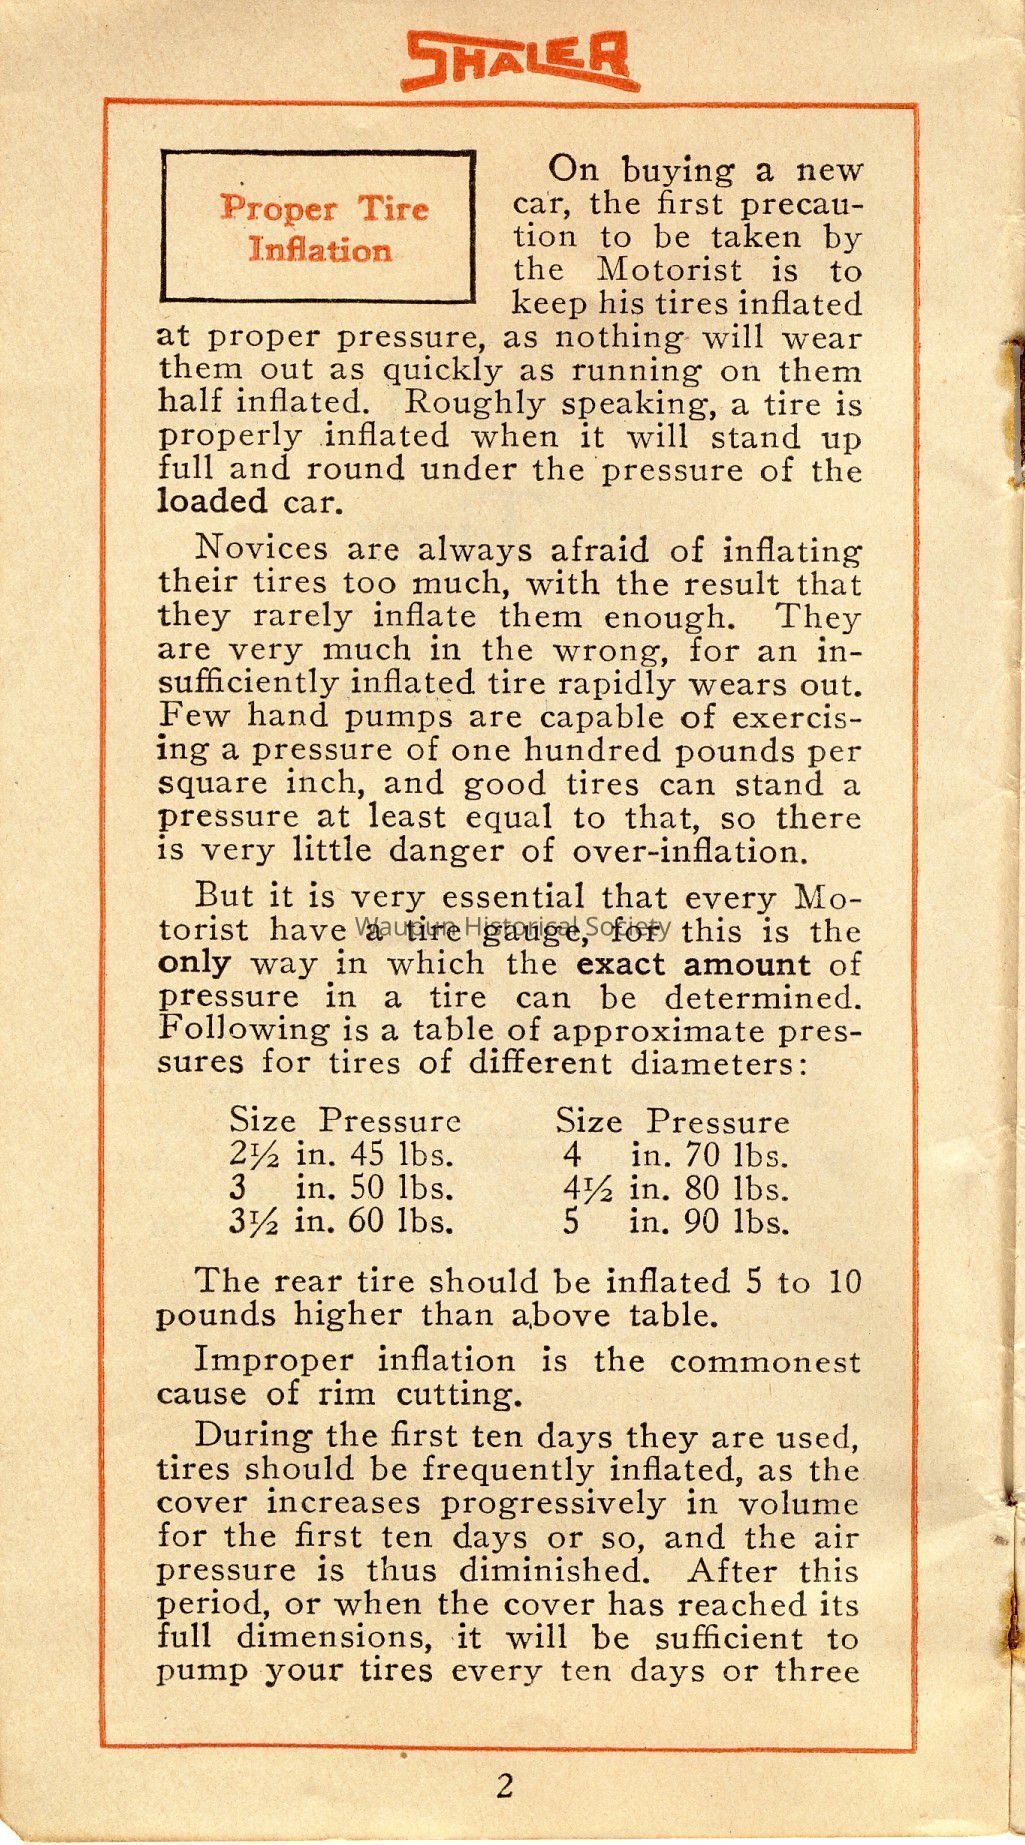 SHALER
Proper Tire
Inflation
On buying a new
car, the first precau-
tion to be taken by
the Motorist is to
keep his tires inflated
at proper pressure, as nothing will wear
them out as quickly as running on them
half inflated. Roughly speaking, a tire is
properly inflated when it will stand up
full and round under the pressure of the
loaded car.
Novices are always afraid of inflating
their tires too much, with the result that
they rarely inflate them enough. They
are very much in the wrong, for an in-
sufficiently inflated tire rapidly wears out.
Few hand pumps are capable of exercis-
ing a pressure of one hundred pounds per
square inch, and good tires can stand a
pressure at least equal to that, so there
is very little danger of over-inflation.
But it is very essential that every Mo-
torist have a tire gauge, for this is the
Waupun Historical Society
only way in which the exact amount of
pressure in a tire can be determined.
Following is a table of approximate pres-
sures for tires of different diameters:
Size Pressure Size Pressure
2½ in. 45 lbs. 4 in. 70 lbs.
3 in. 50 lbs. 4½ in. 80 lbs.
3½ in. 60 lbs. 5 in. 90 lbs.
The rear tire should be inflated 5 to 10
pounds higher than above table.
Improper inflation is the commonest
cause of rim cutting.
During the first ten days they are used,
tires should be frequently inflated, as the
cover increases progressively in volume
for the first ten days or so, and the air
pressure is thus diminished. After this
period, or when the cover has reached its
full dimensions, it will be sufficient to
pump your tires every ten days or three
2